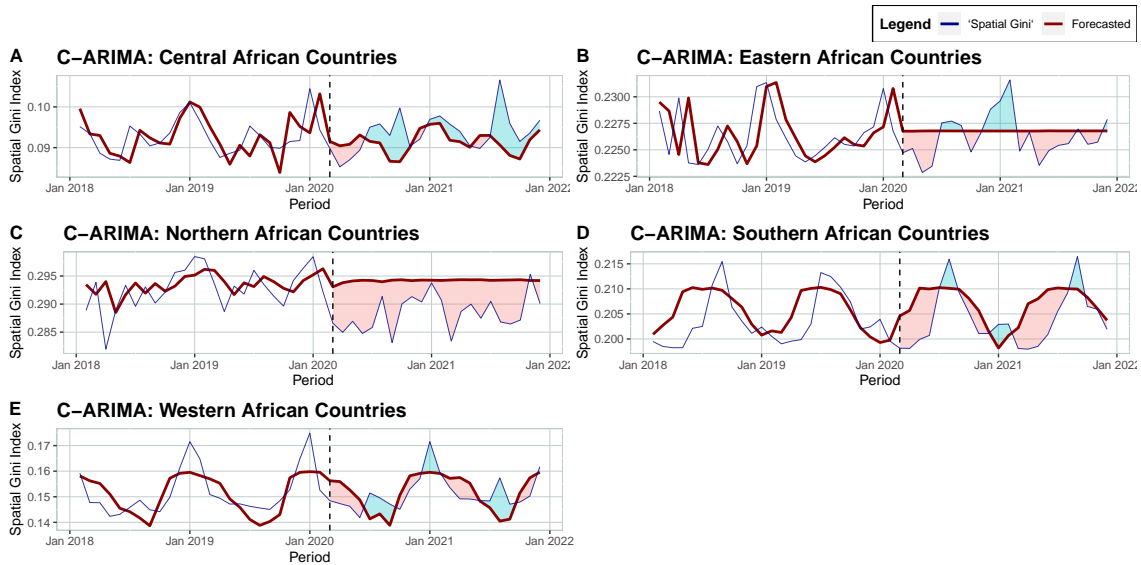 Legend 'Spatial Gini' Forecasted
A
C−ARIMA: Central African Countries
Spatial Gini Index
0.10
0.09
Jan 2018 Jan 2019 Jan 2020 Jan 2021 Jan 2022
Period
B
C−ARIMA: Eastern African Countries
Spatial Gini Index
0.2300
0.2275
0.2250
0.2225
Jan 2018 Jan 2019 Jan 2020 Jan 2021 Jan 2022
Period
C
C−ARIMA: Northern African Countries
Spatial Gini Index
0.295
0.290
0.285
Jan 2018 Jan 2019 Jan 2020 Jan 2021 Jan 2022
Period
D
C−ARIMA: Southern African Countries
Spatial Gini Index
0.215
0.210
0.205
0.200
Jan 2018 Jan 2019 Jan 2020 Jan 2021 Jan 2022
Period
E
C−ARIMA: Western African Countries
Spatial Gini Index
0.17
0.16
0.15
0.14
Jan 2018 Jan 2019 Jan 2020 Jan 2021 Jan 2022
Period